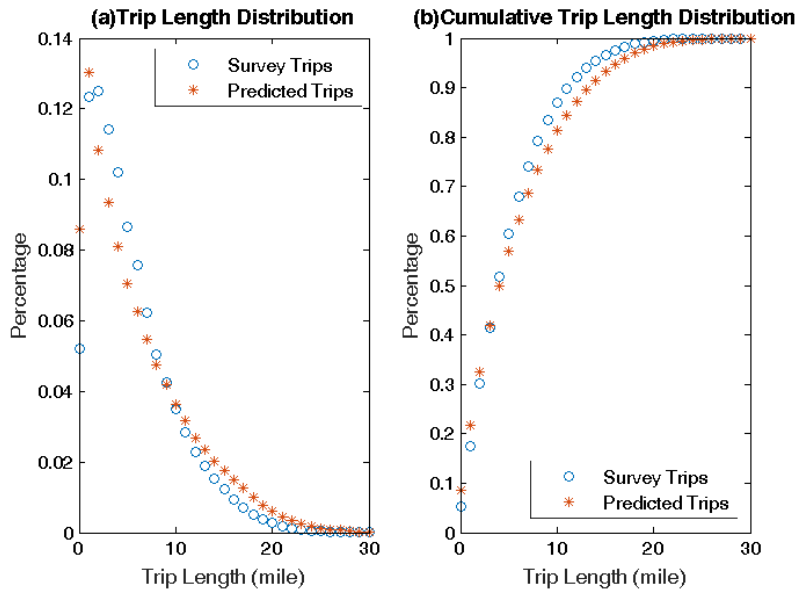 (a)Trip Length Distribution
0.14
0.12
0.1
0.08
0.06
0.04
0.02
0
Percentage
Survey Trips
Predicted Trips
0
10
20
30
Trip Length (mile)
(b)Cumulative Trip Length Distribution
1
0.9
0.8
0.7
0.6
0.5
0.4
0.3
0.2
0.1
0
Percentage
Survey Trips
Predicted Trips
0
10
20
30
Trip Length (mile)